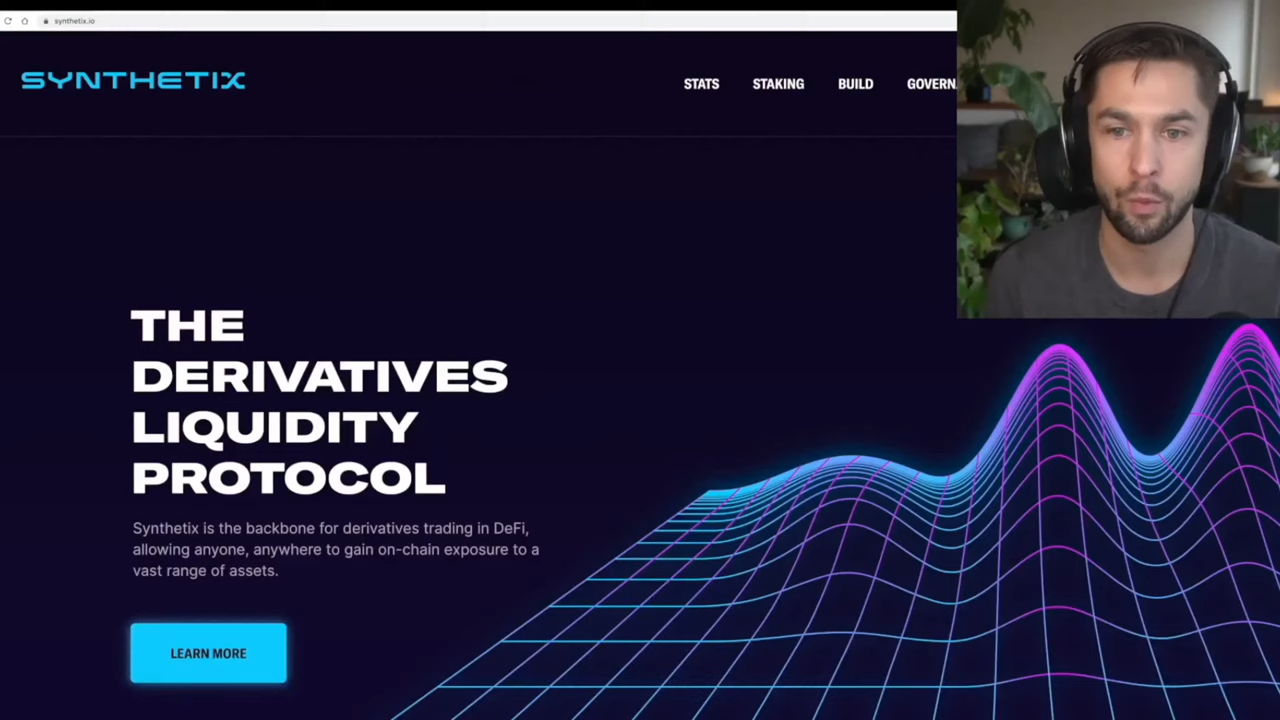 synthetix.io
SYNTHETIX
STATS STAKING BUILD GOVERN
THE
DERIVATIVES
LIQUIDITY
PROTOCOL
Synthetix is the backbone for derivatives trading in DeFi,
allowing anyone, anywhere to gain on-chain exposure to a
vast range of assets.
LEARN MORE